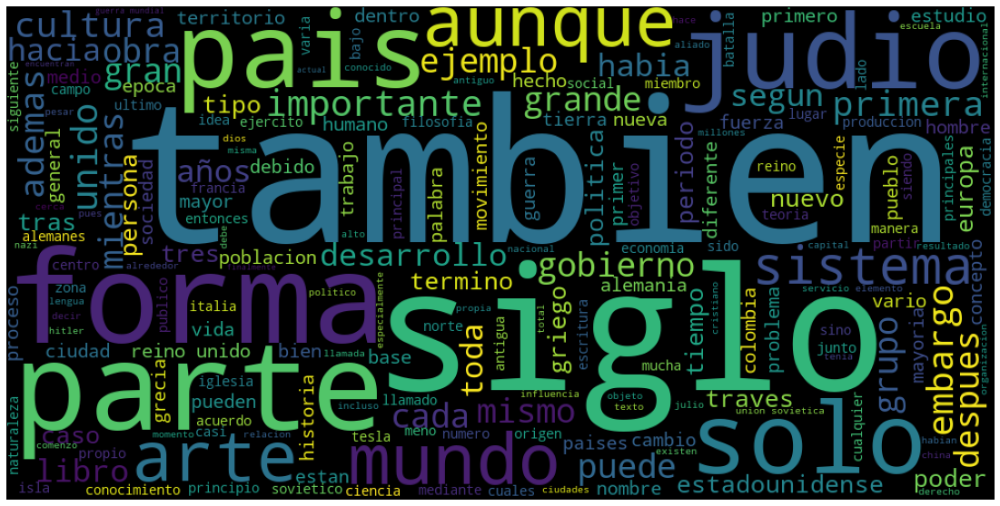 guerra mundial
cultura
territorio
dentro
varia
bajo
pais
aunque
hace
aliado
primero
estudio
escuela
batalla
judio
hacia
obra
encuentran
gran
medio
epoca
actual
conocido
ejemplo
antiguo
hecho
social
habia
miembro
segun
lado
primera
internacional
siguiente
ademas
campo
ultimo
tipo
idea
ejercito
importante
humano
filosofia
grande
tierra
nueva
fuerza
lugar
produccion
millones
hombre
general
unido
pesar
mientras
persona
sociedad
dios
misma
años
debido
francia
mayor
entonces
trabajo
principal
palabra
movimiento
guerra
politica
primer
objetivo
periodo
diferente
reino
teoria
nuevo
especie
manera
pueblo
siendo
principales
europa
democracia
tambien
tras
cerca
pues
alemanes
nazi
tres
debe
alto
poblacion
desarrollo
nacional
economia
sido
capital
partir
resultado
centro
alrededor
finalmente
forma
siglo
gobierno
sistema
termino
alemania
servicio
elemento
proceso
zona
lengua
decir
hitler
publico
italia
politico
vida
especialmente
propia
total
norte
griego
escritura
tiempo
cristiano
colombia
problema
sino
junto
tenia
vario
grupo
mayoria
organizacion
embargo
concepto
despues
ciudad
reino unido
bien
llamada
base
toda
antigua
mucha
parte
grecia
iglesia
pueden
acuerdo
casi
historia
incluso
llamado
meno
numero
influencia
objeto
texto
julio
origen
union sovietica
traves
cualquier
solo
existen
habian
china
derecho
naturaleza
caso
comenzo
propio
momento
relacion
tesla
cada
mismo
arte
mundo
paises
cambio
puede
libro
isla
conocimiento
principio
estan
sovietico
ciencia
mediante
cuales
ciudades
nombre
estadounidense
poder